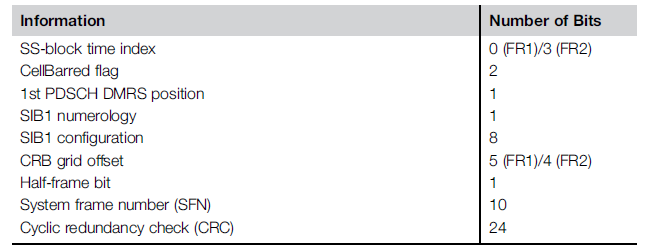 Information Number of Bits
SS-block time index 0 (FR1)/3 (FR2)
CellBarred flag 2
1st PDSCH DMRS position 1
SIB1 numerology 1
SIB1 configuration 8
CRB grid offset 5 (FR1)/4 (FR2)
Half-frame bit 1
System frame number (SFN) 10
Cyclic redundancy check (CRC) 24